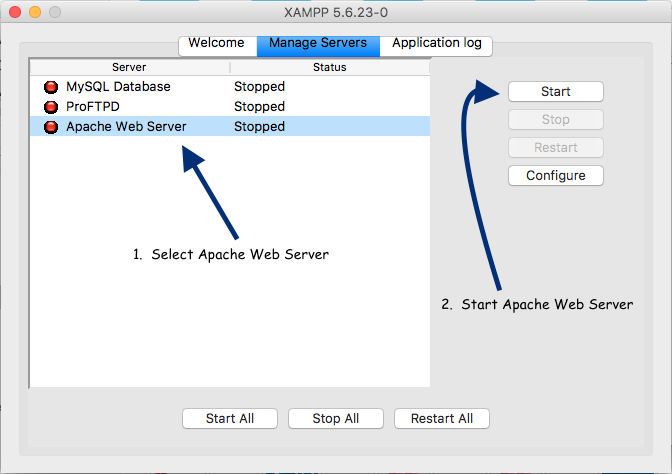 XAMPP 5.6.23-0
Welcome Manage Servers Application log
Server Status
MySQL Database Stopped
ProFTPD Stopped
Apache Web Server Stopped
Start
Stop
Restart
Configure
1. Select Apache Web Server
2. Start Apache Web Server
Start All Stop All Restart All